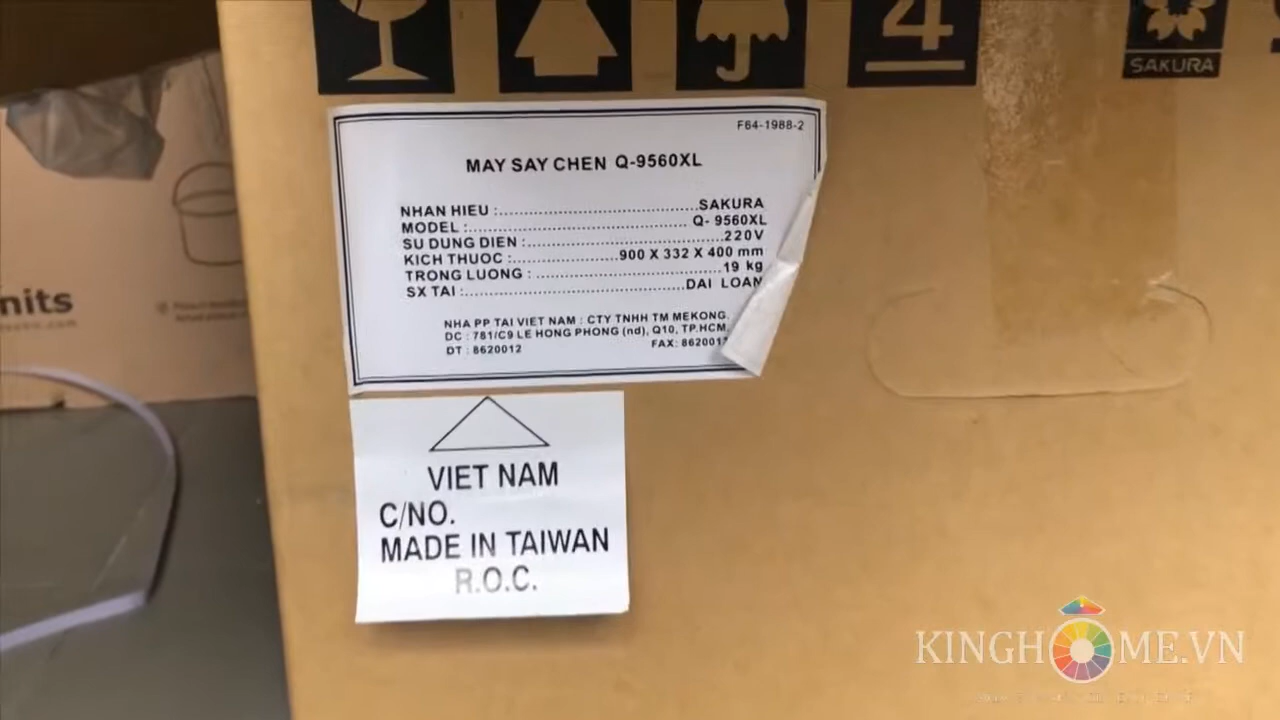 4
SAKURA
F64-1988-2
MAY SAY CHEN Q-9560XL
NHAN HIEU :.......................................SAKURA
MODEL :........................................... Q- 9560XL
SU DUNG DIEN :......................................220V
KICH THUOC :.....................900 X 332 X 400 mm
TRONG LUONG : ...................................19 kg
SX TAI :..........................................DAI LOAN
NHA PP TAI VIET NAM : CTY TNHH TM MEKONG.
DC : 781/C9 LE HONG PHONG (nd), Q10, TP.HCM.
DT : 8620012
FAX:
VIET NAM
C/NO.
MADE IN TAIWAN
R.O.C.
KINGHOME.VN